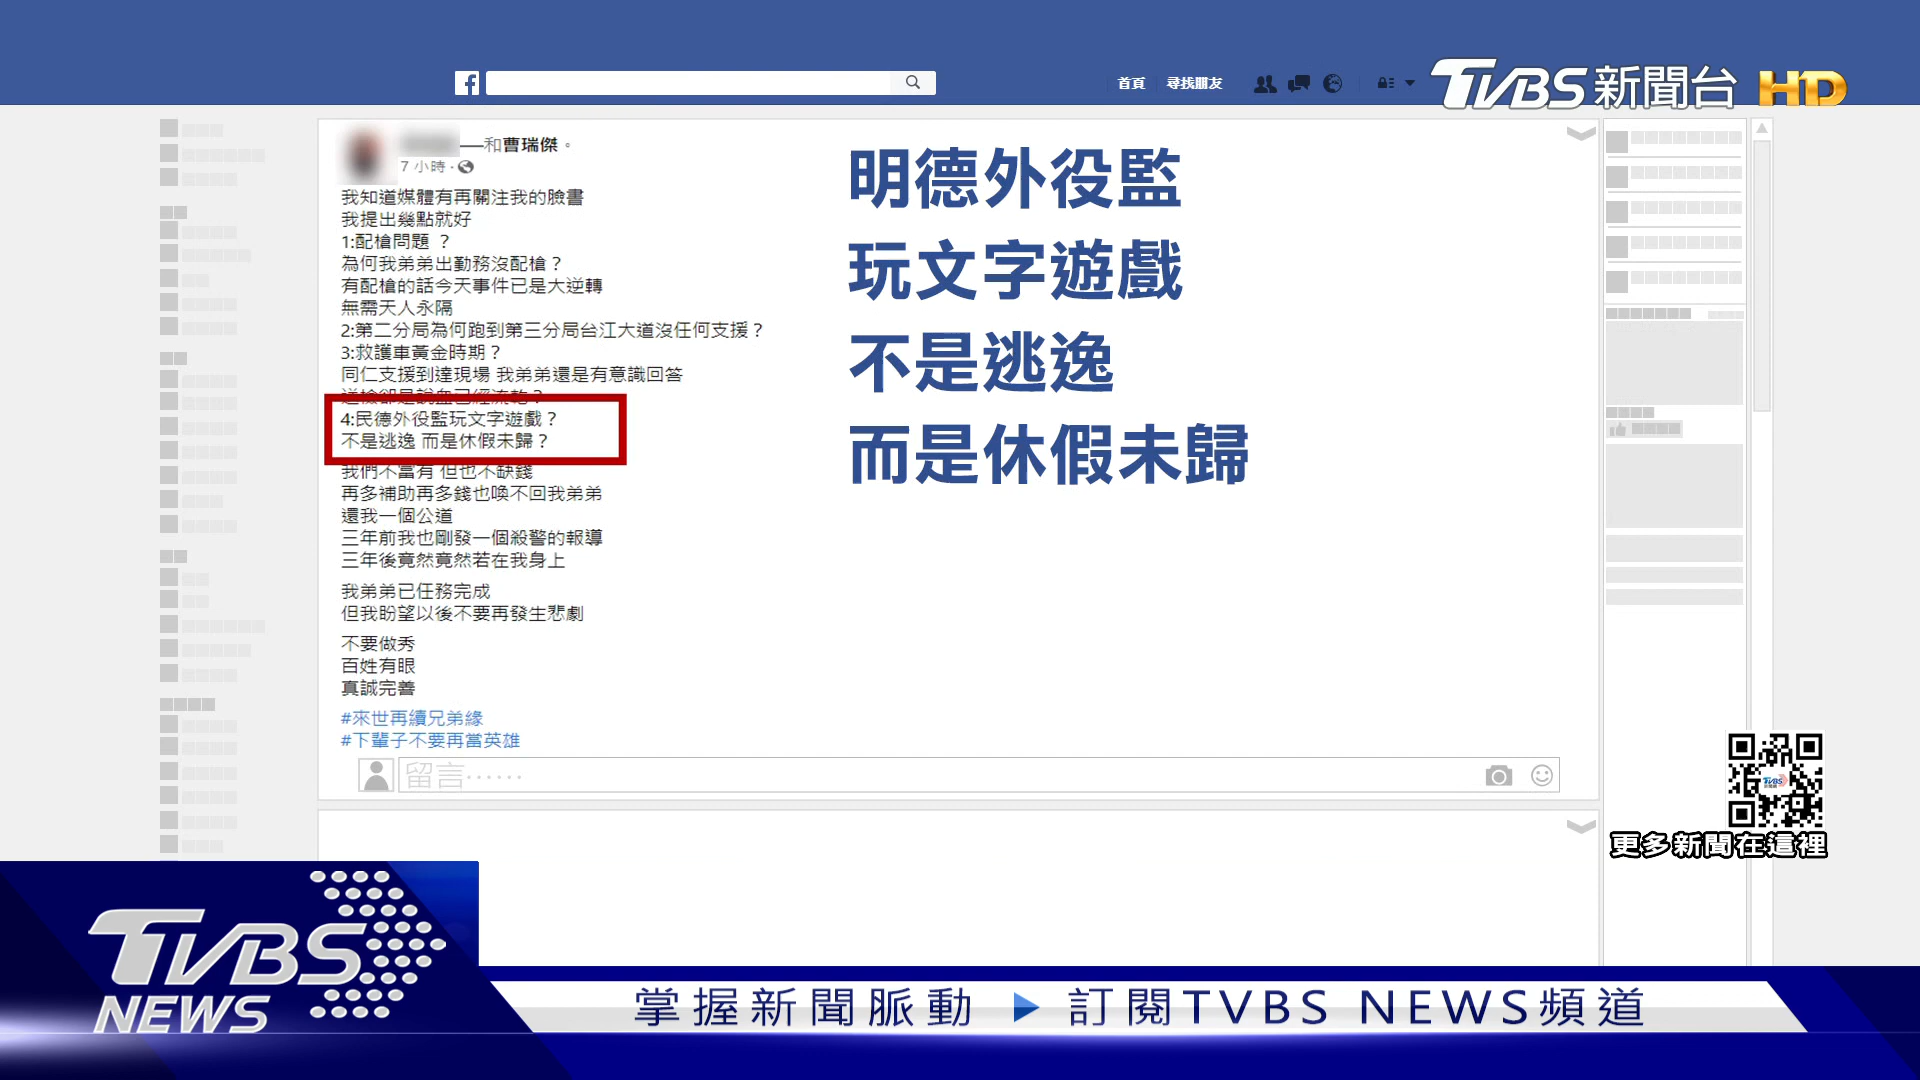 首頁 尋找朋友
TVBS新聞台 HD
—和曹瑞傑。
7 小時 ·
我知道媒體有再關注我的臉書
我提出幾點就好
1:配槍問題 ？
為何我弟弟出勤務沒配槍？
有配槍的話今天事件已是大逆轉
無需天人永隔
2:第二分局為何跑到第三分局台江大道沒任何支援？
3:救護車黃金時期？
同仁支援到達現場 我弟弟還是有意識回答
送檢卻是說血已經流乾？
4:民德外役監玩文字遊戲？
不是逃逸 而是休假未歸？
我們不富有 但也不缺錢
再多補助再多錢也喚不回我弟弟
還我一個公道
三年前我也剛發一個殺警的報導
三年後竟然竟然若在我身上
我弟弟已任務完成
但我盼望以後不要再發生悲劇
不要做秀
百姓有眼
真誠完善
#來世再續兄弟緣
#下輩子不要再當英雄
留言······
明德外役監
玩文字遊戲
不是逃逸
而是休假未歸
TVBS
更多新聞在這裡
TVBS
NEWS
掌握新聞脈動 ▶ 訂閱TVBS NEWS頻道